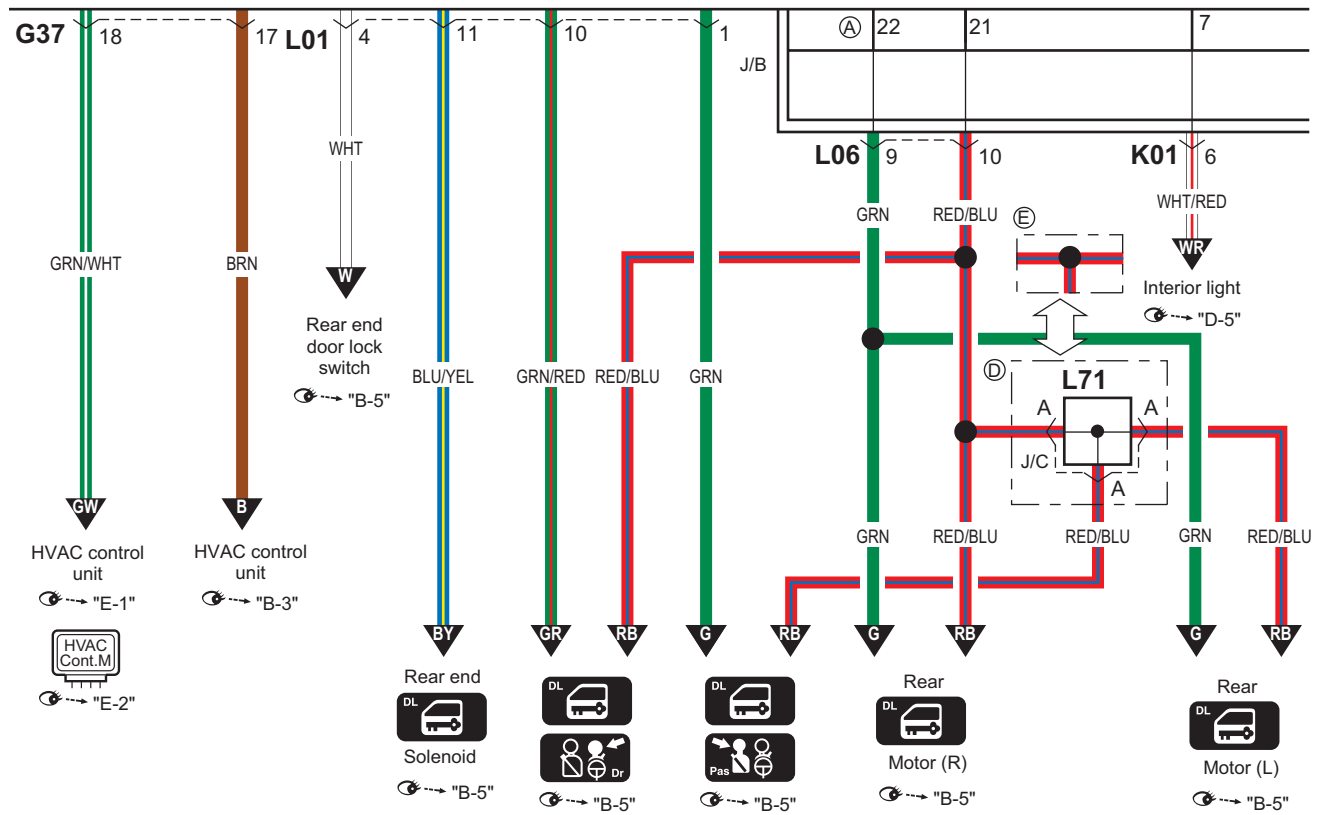 G37 18 17 L01 4 11 10 1
A 22 21 7
J/B
L06 9 10 K01 6
WHT
GRN RED/BLU WHT/RED
E
GRN/WHT BRN
W
WR
Interior light
"D-5"
Rear end
door lock
switch
"B-5"
BLU/YEL GRN/RED RED/BLU GRN
D L71
A A
J/C
A
GW B
HVAC control
unit
"E-1"
HVAC control
unit
"B-3"
GRN RED/BLU RED/BLU GRN RED/BLU
BY GR RB G RB G RB G RB
HVAC
Cont.M
"E-2"
Rear end
DL
Solenoid
"B-5"
DL
Dr
"B-5"
DL
Pas
"B-5"
Rear
DL
Motor (R)
"B-5"
Rear
DL
Motor (L)
"B-5"